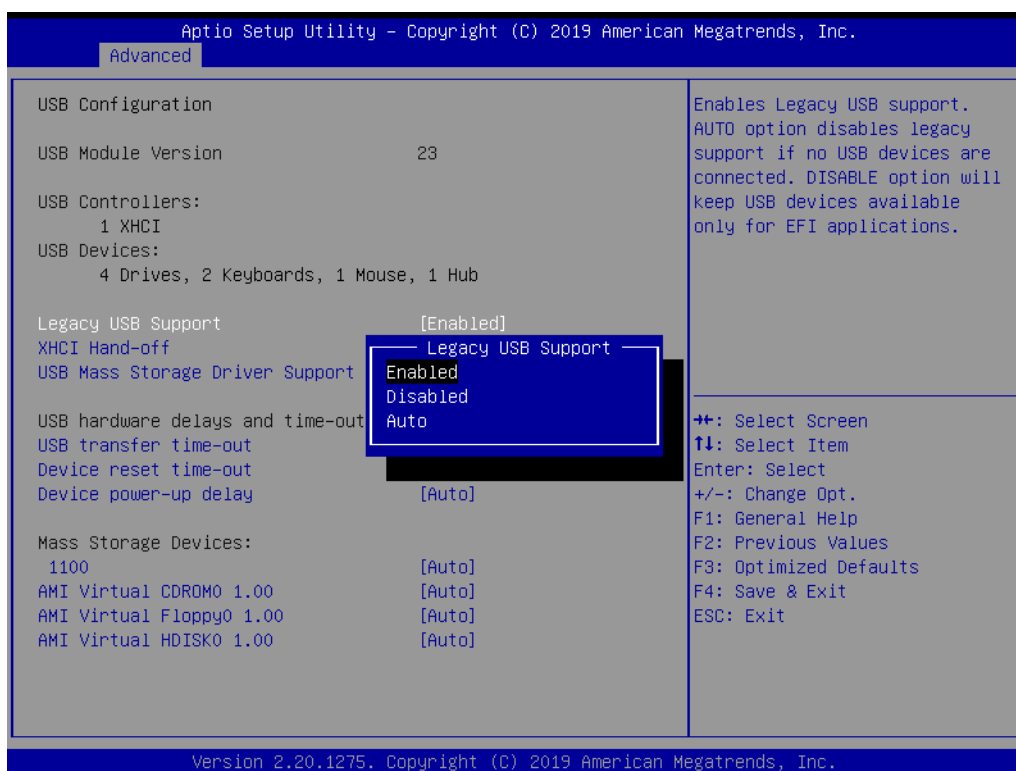 Aptio Setup Utility – Copyright (C) 2019 American Megatrends, Inc.
Advanced
USB Configuration
USB Module Version 23
USB Controllers:
1 XHCI
USB Devices:
4 Drives, 2 Keyboards, 1 Mouse, 1 Hub
Legacy USB Support [Enabled]
XHCI Hand-off
USB Mass Storage Driver Support
USB hardware delays and time-out
USB transfer time-out
Device reset time-out
Device power-up delay [Auto]
Mass Storage Devices:
1100 [Auto]
AMI Virtual CDROM0 1.00 [Auto]
AMI Virtual Floppy0 1.00 [Auto]
AMI Virtual HDISK0 1.00 [Auto]
Legacy USB Support
Enabled
Disabled
Auto
Enables Legacy USB support.
AUTO option disables legacy
support if no USB devices are
connected. DISABLE option will
keep USB devices available
only for EFI applications.
→←: Select Screen
↑↓: Select Item
Enter: Select
+/-: Change Opt.
F1: General Help
F2: Previous Values
F3: Optimized Defaults
F4: Save & Exit
ESC: Exit
Version 2.20.1275. Copyright (C) 2019 American Megatrends, Inc.